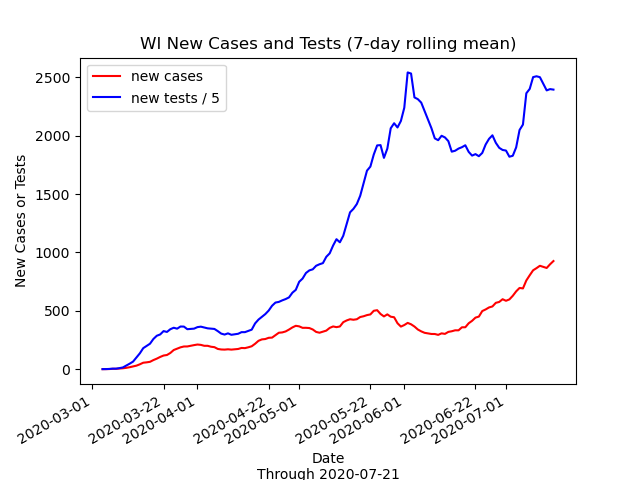 WI New Cases and Tests (7-day rolling mean)
new cases
new tests / 5
2500
2000
1500
1000
500
0
New Cases or Tests
2020-03-01
2020-03-22
2020-04-01
2020-04-22
2020-05-01
2020-05-22
2020-06-01
2020-06-22
2020-07-01
Date
Through 2020-07-21